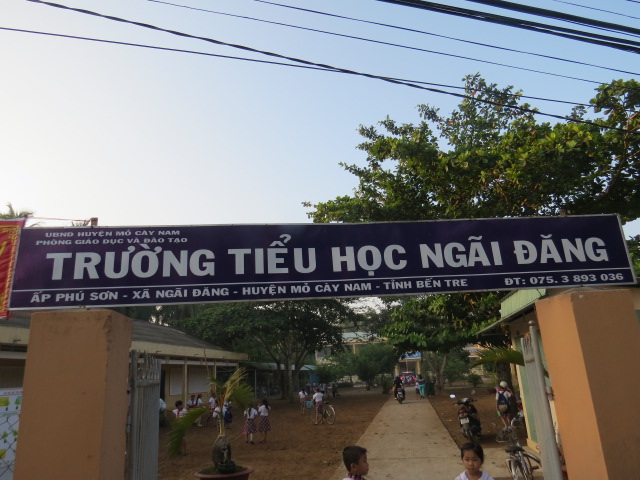 UBND HUYỆN MỎ CÀY NAM
PHÒNG GIÁO DỤC VÀ ĐÀO TẠO
TRƯỜNG TIỂU HỌC NGÃI ĐĂNG
ẤP PHÚ SƠN - XÃ NGÃI ĐĂNG - HUYỆN MỎ CÀY NAM - TỈNH BẾN TRE ĐT: 075. 3 893 036